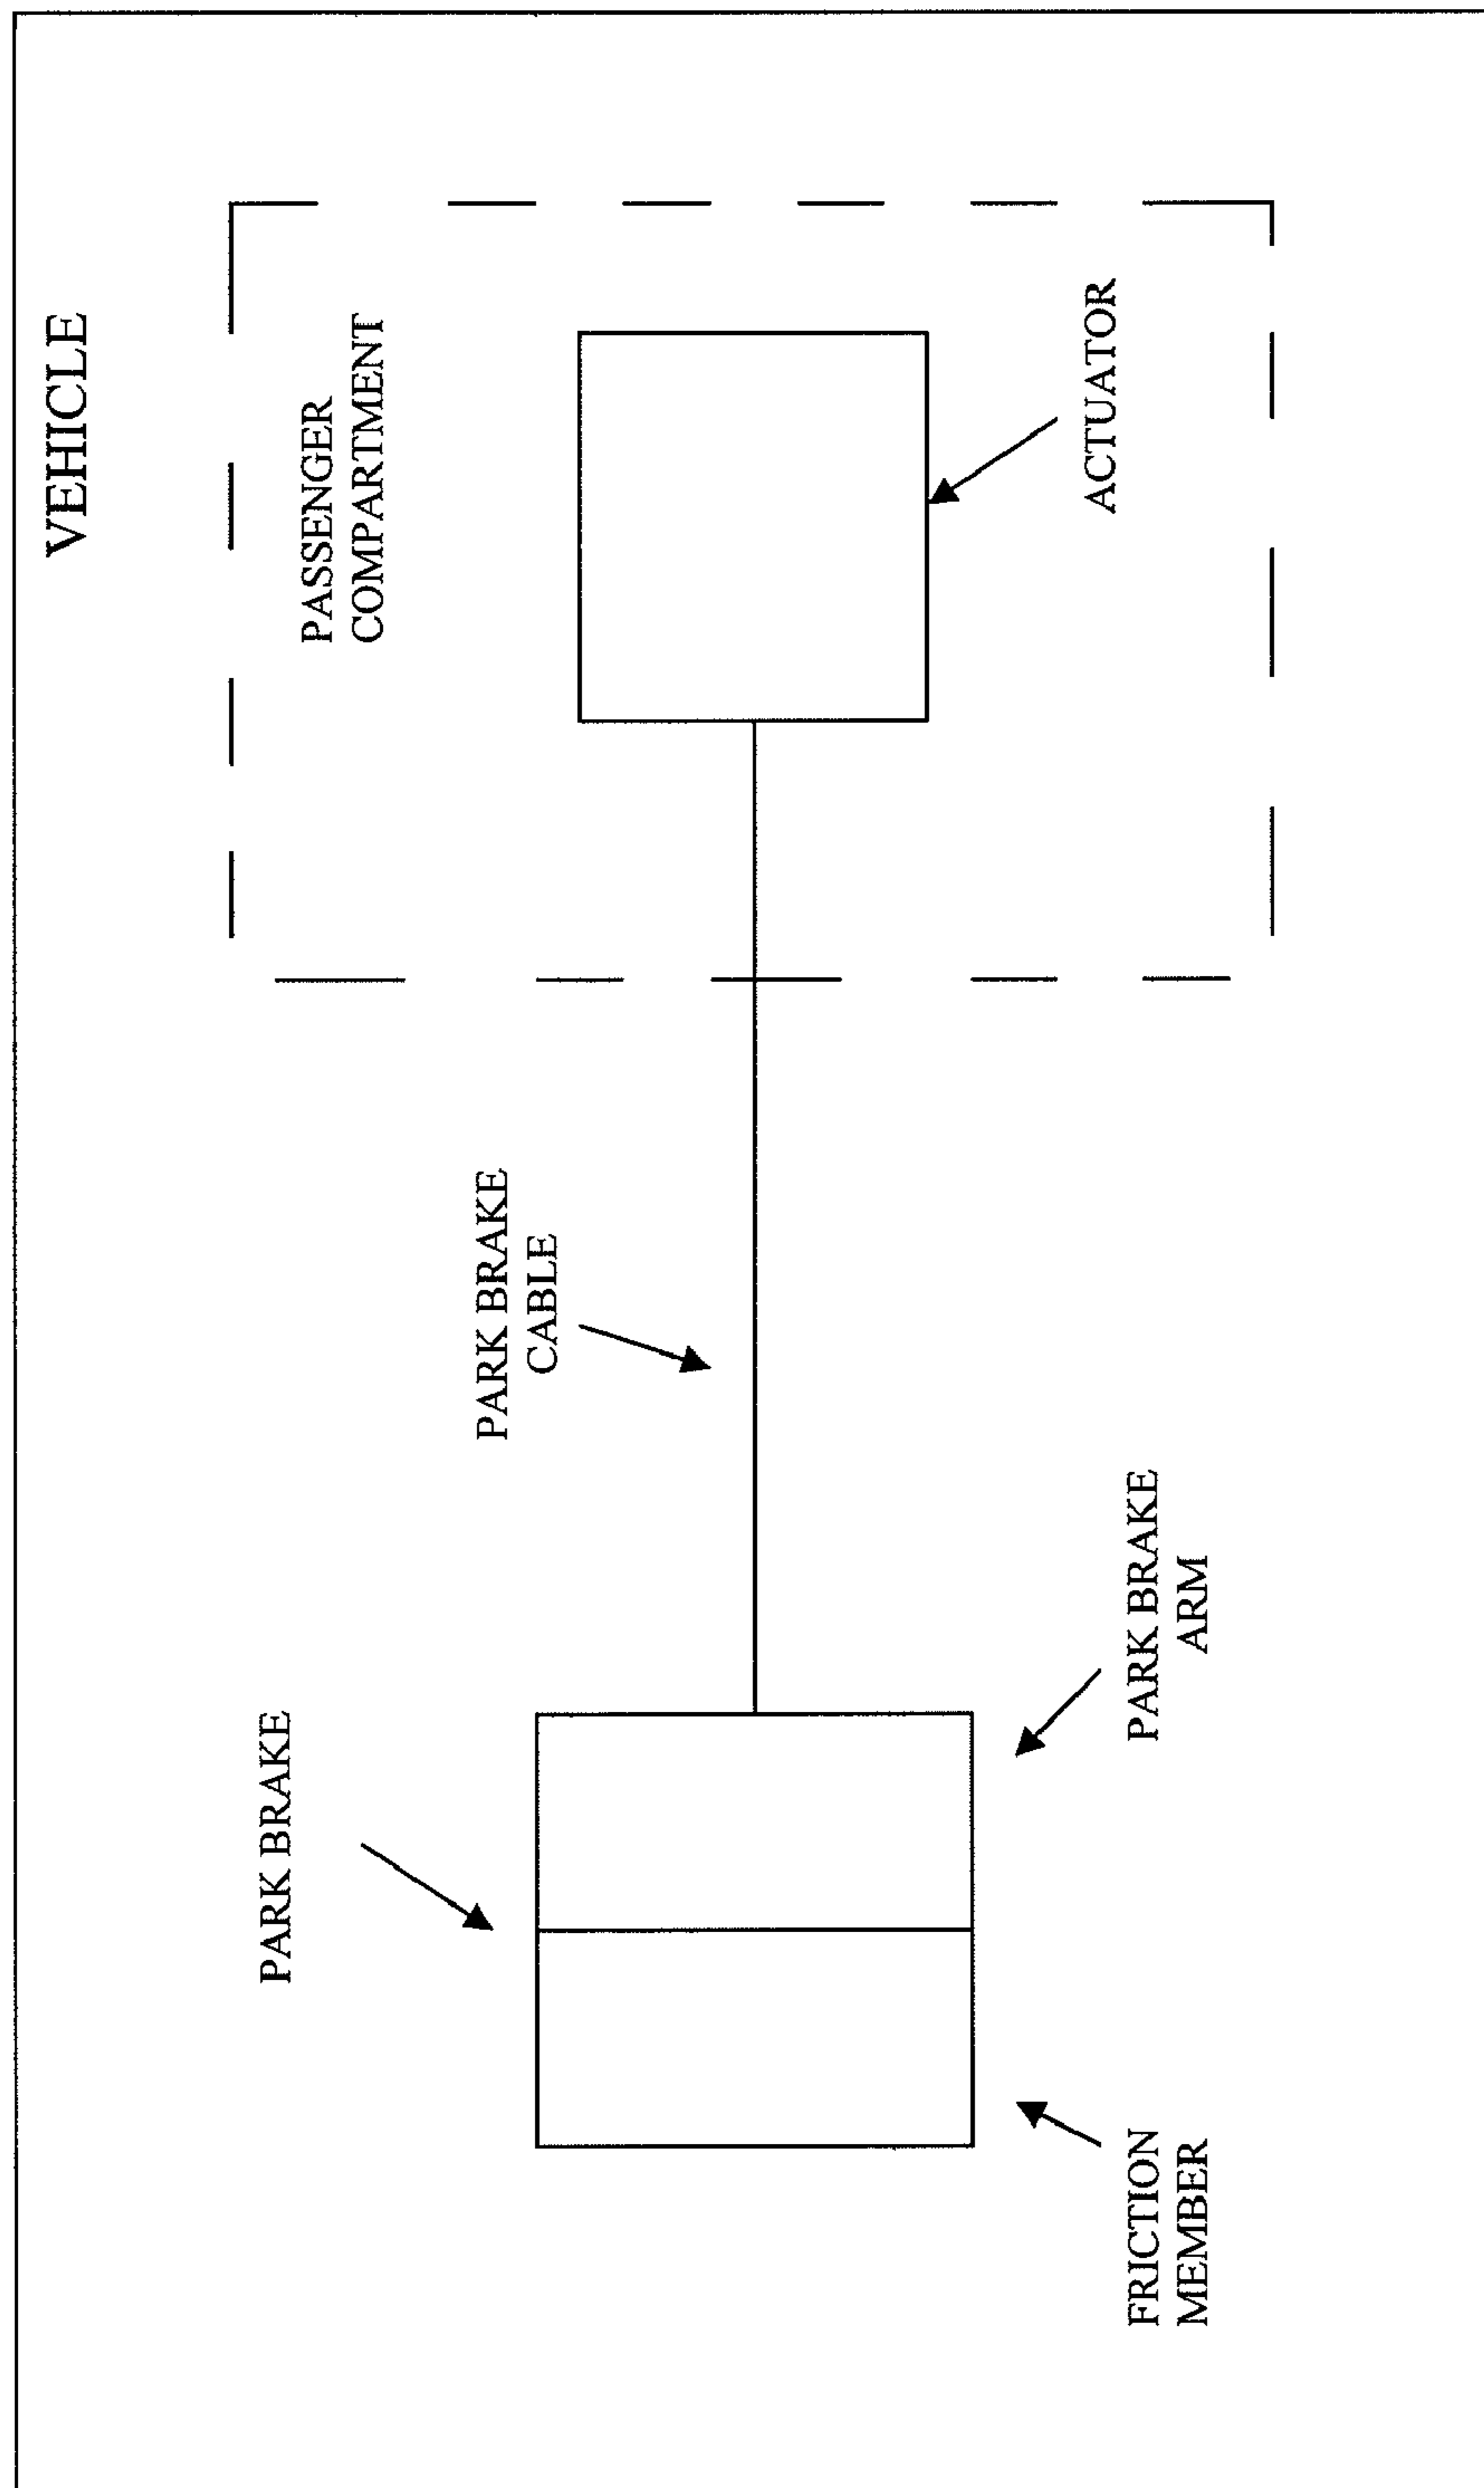 VEHICLE
PASSENGER
COMPARTMENT
ACTUATOR
PARK BRAKE
CABLE
PARK BRAKE
PARK BRAKE
ARM
FRICTION
MEMBER